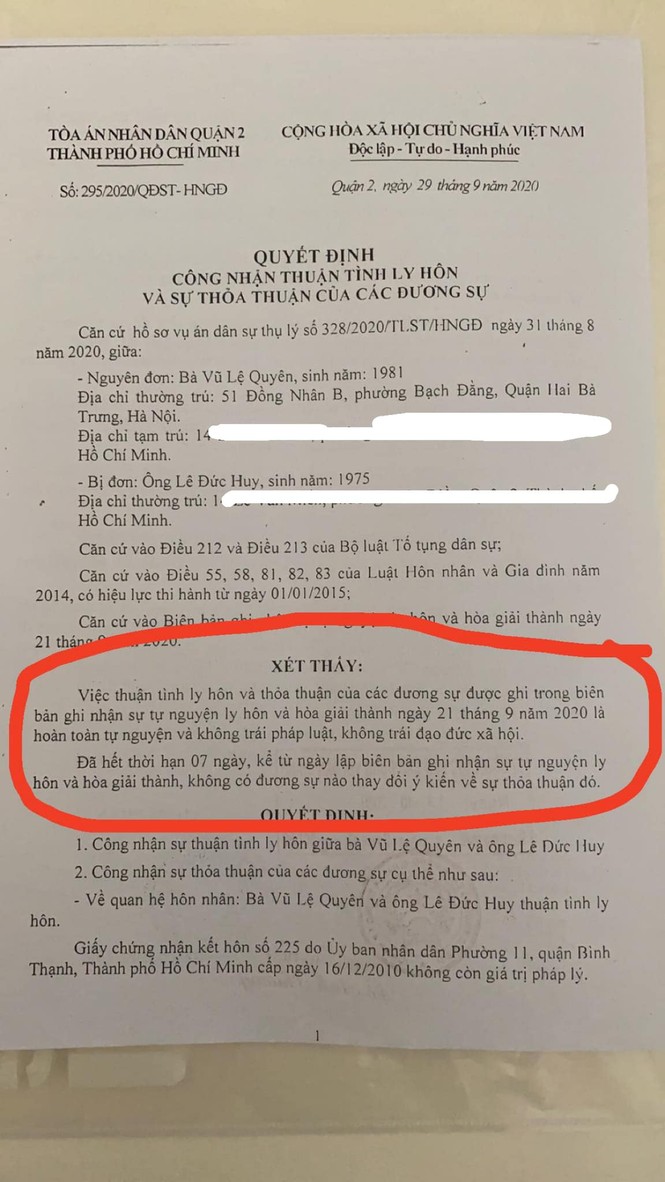 TÒA ÁN NHÂN DÂN QUẬN 2
THÀNH PHỐ HỒ CHÍ MINH
Số: 295/2020/QĐST- HNGĐ
CỘNG HÒA XÃ HỘI CHỦ NGHĨA VIỆT NAM
Độc lập - Tự do - Hạnh phúc
Quận 2, ngày 29 tháng 9 năm 2020
QUYẾT ĐỊNH
CÔNG NHẬN THUẬN TÌNH LY HÔN
VÀ SỰ THỎA THUẬN CỦA CÁC ĐƯƠNG SỰ
Căn cứ hồ sơ vụ án dân sự thụ lý số 328/2020/TLST/HNGĐ ngày 31 tháng 8
năm 2020, giữa:
- Nguyên đơn: Bà Vũ Lệ Quyên, sinh năm: 1981
Địa chỉ thường trú: 51 Đồng Nhân B, phường Bạch Đằng, Quận Hai Bà
Trưng, Hà Nội.
Địa chỉ tạm trú: 14
Hồ Chí Minh.
- Bị đơn: Ông Lê Đức Huy, sinh năm: 1975
Địa chỉ thường trú: 1
Hồ Chí Minh.
Căn cứ vào Điều 212 và Điều 213 của Bộ luật Tố tụng dân sự;
Căn cứ vào Điều 55, 58, 81, 82, 83 của Luật Hôn nhân và Gia đình năm
2014, có hiệu lực thi hành từ ngày 01/01/2015;
Căn cứ vào Biên bản ghi hôn và hòa giải thành ngày
21 tháng 2020.
XÉT THẤY:
Việc thuận tình ly hôn và thỏa thuận của các đương sự được ghi trong biên
bản ghi nhận sự tự nguyện ly hôn và hòa giải thành ngày 21 tháng 9 năm 2020 là
hoàn toàn tự nguyện và không trái pháp luật, không trái đạo đức xã hội.
Đã hết thời hạn 07 ngày, kể từ ngày lập biên bản ghi nhận sự tự nguyện ly
hôn và hòa giải thành, không có đương sự nào thay đổi ý kiến về sự thỏa thuận đó.
QUYẾT ĐỊNH:
1. Công nhận sự thuận tình ly hôn giữa bà Vũ Lệ Quyên và ông Lê Đức Huy
2. Công nhận sự thỏa thuận của các đương sự cụ thể như sau:
- Về quan hệ hôn nhân: Bà Vũ Lệ Quyên và ông Lê Đức Huy thuận tình ly
hôn.
Giấy chứng nhận kết hôn số 225 do Ủy ban nhân dân Phường 11, quận Bình
Thạnh, Thành phố Hồ Chí Minh cấp ngày 16/12/2010 không còn giá trị pháp lý.
1